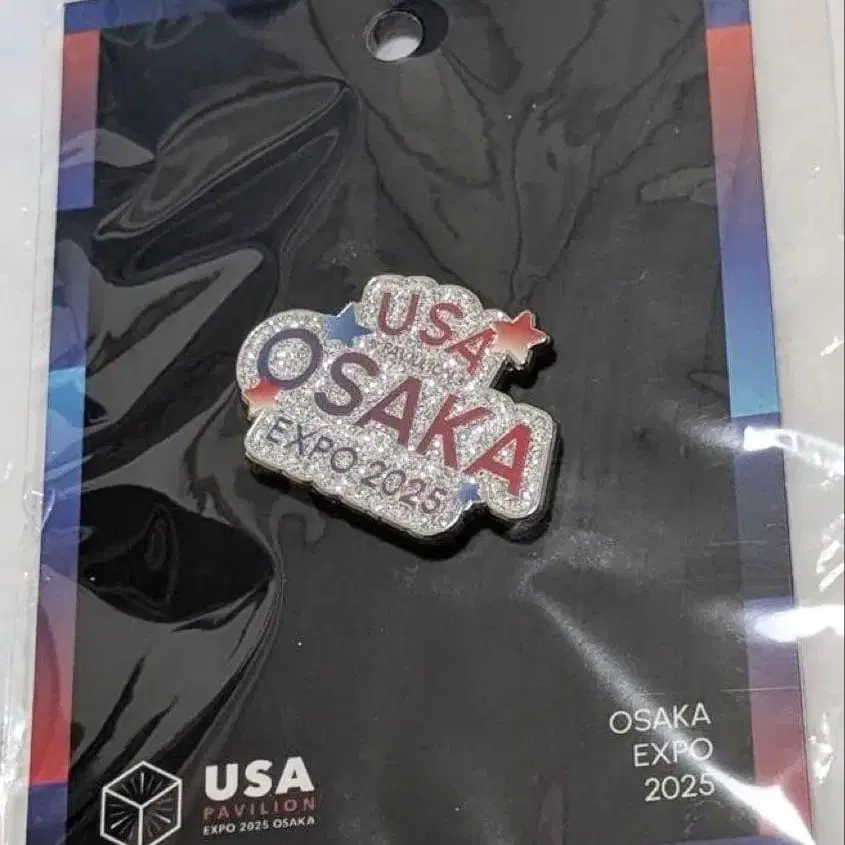 USA
PAVILION
OSAKA
EXPO 2025
OSAKA
EXPO
2025
USA
PAVILION
EXPO 2025 OSAKA